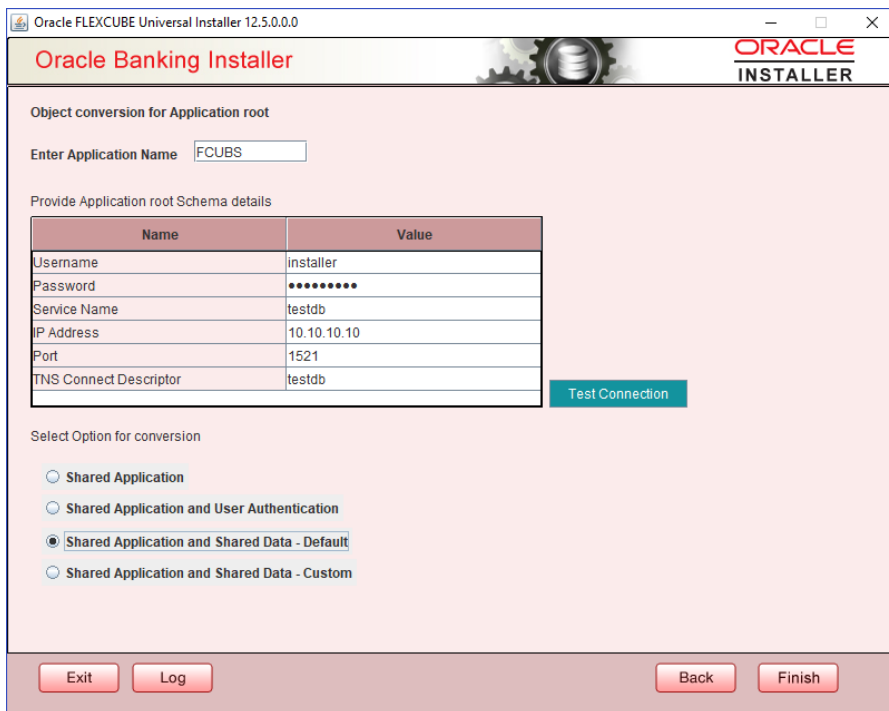 Oracle FLEXCUBE Universal Installer 12.5.0.0.0
Oracle Banking Installer
ORACLE
INSTALLER
Object conversion for Application root
Enter Application Name FCUBS
Provide Application root Schema details
Name Value
Username installer
Password •••••••••
Service Name testdb
IP Address 10.10.10.10
Port 1521
TNS Connect Descriptor testdb
Test Connection
Select Option for conversion
Shared Application
Shared Application and User Authentication
Shared Application and Shared Data - Default
Shared Application and Shared Data - Custom
Exit Log Back Finish